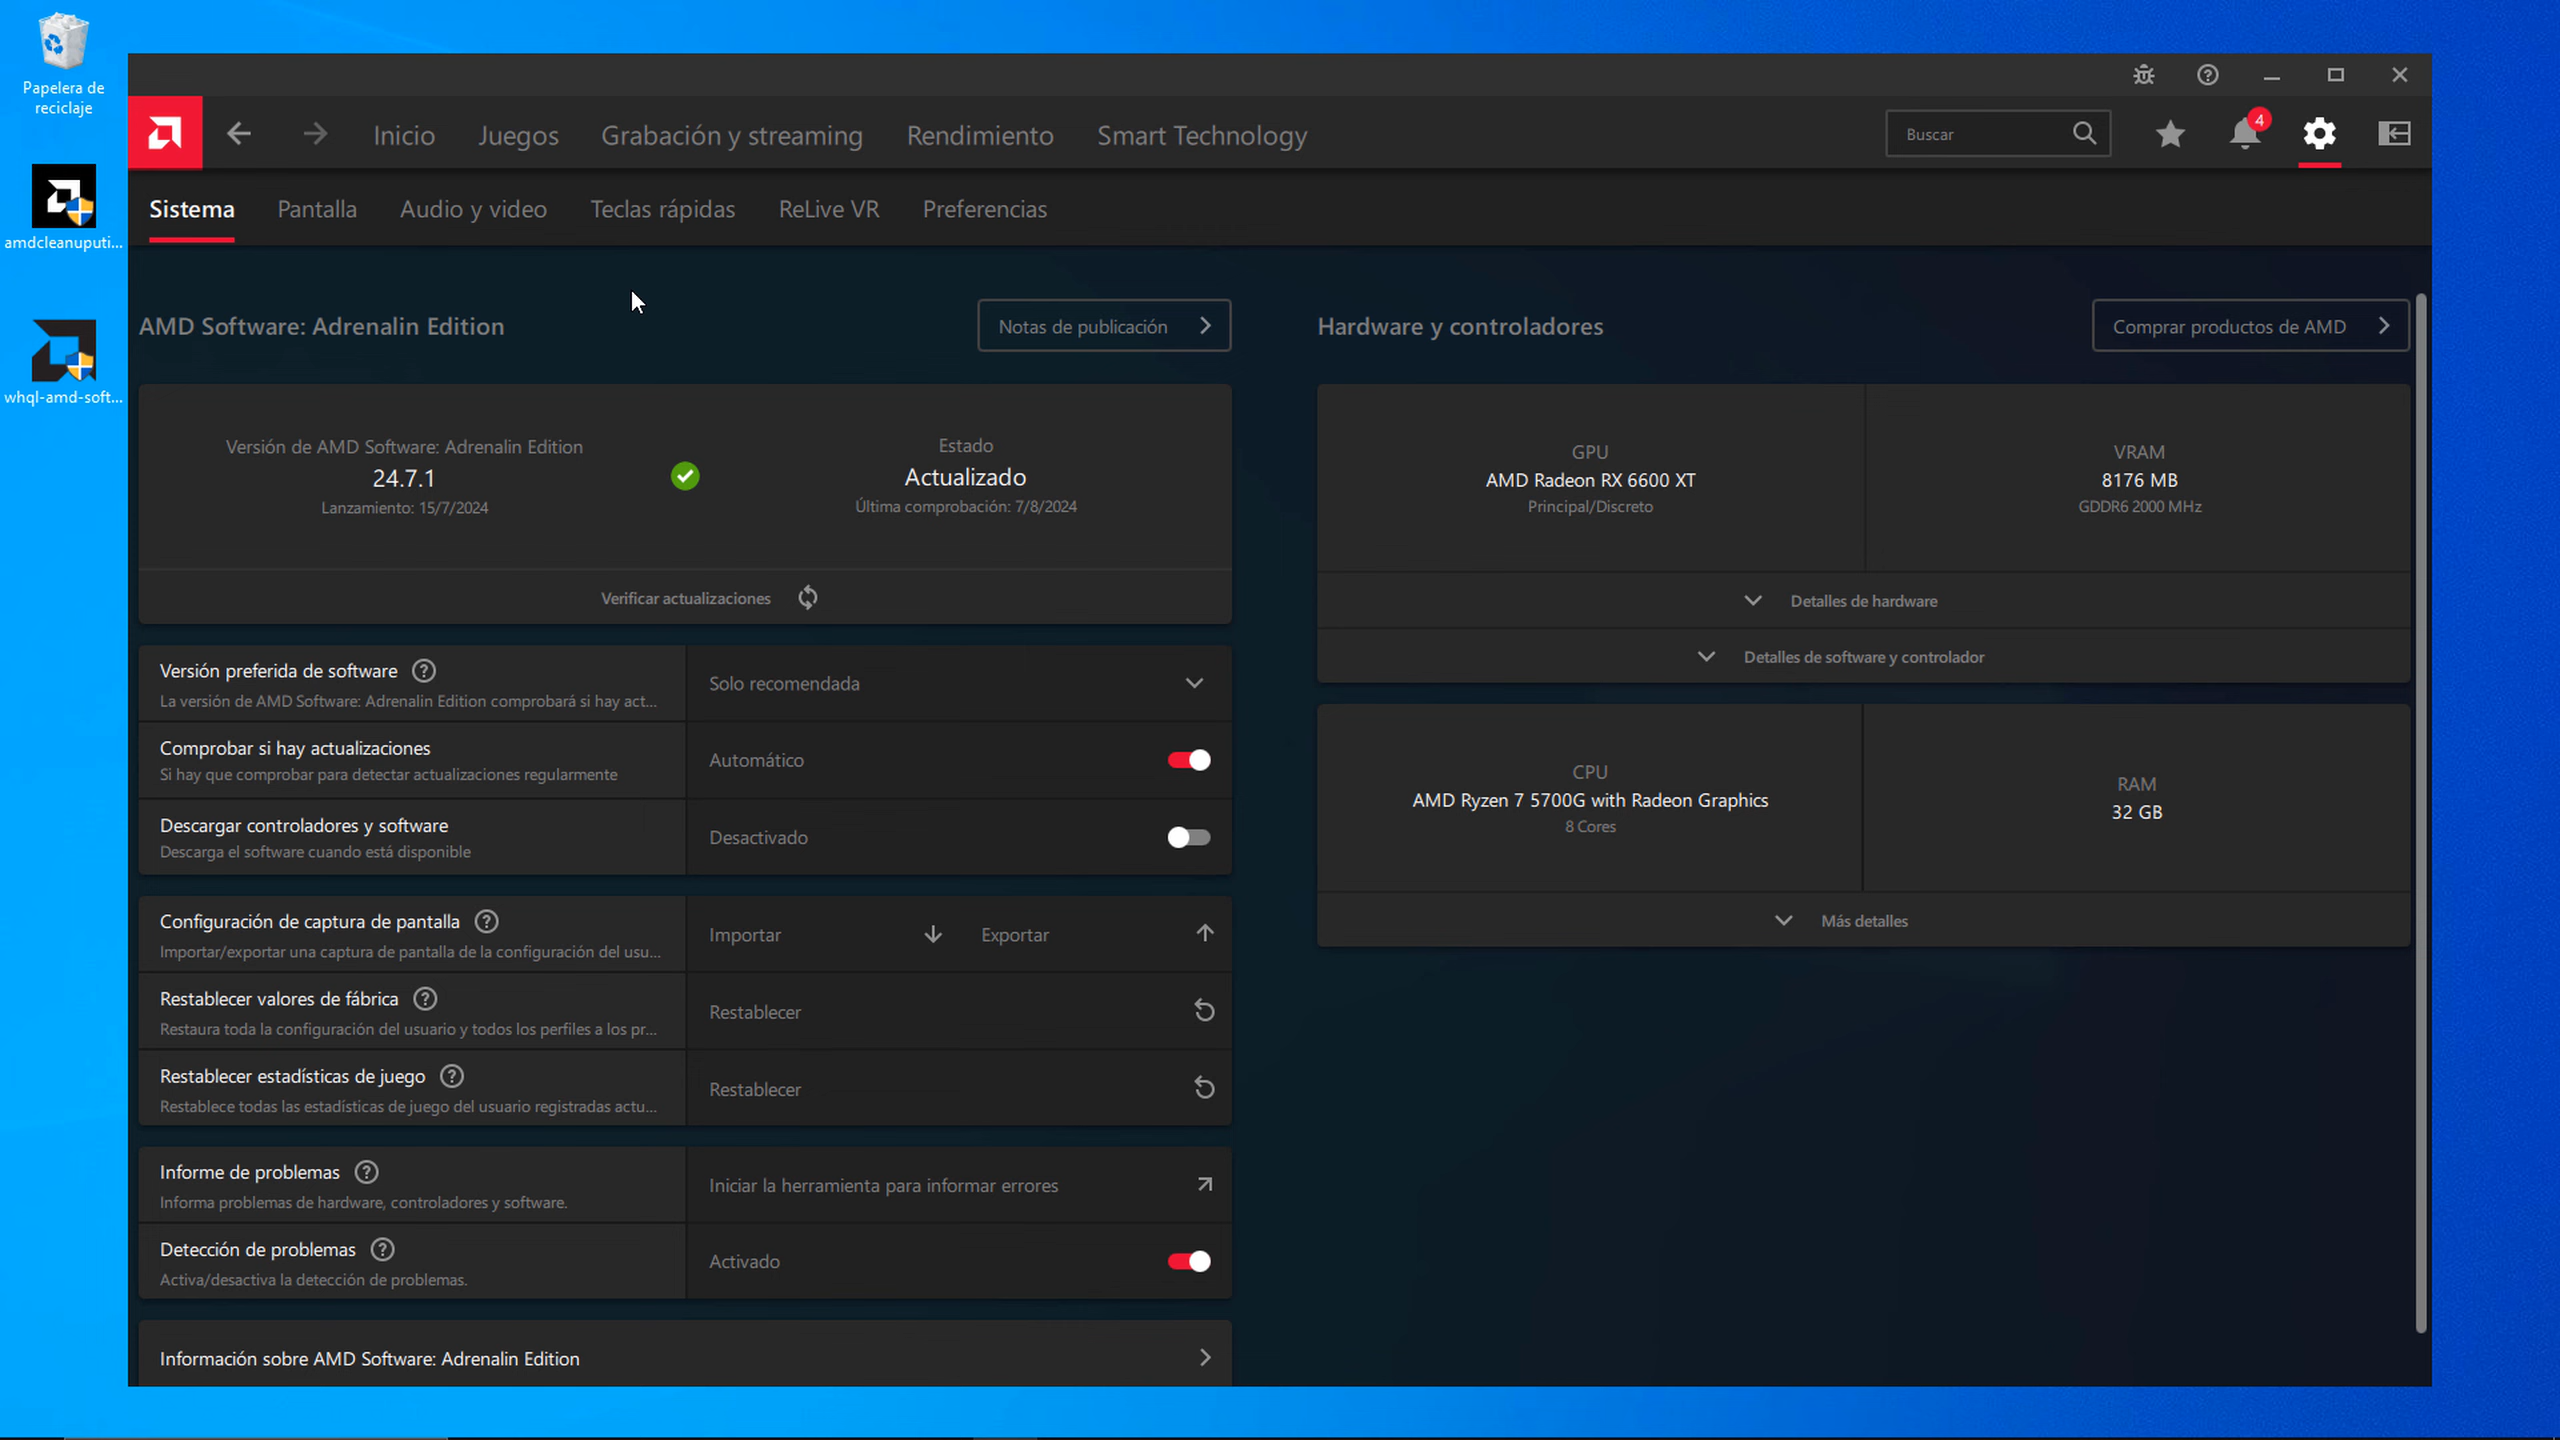 Papelera de
reciclaje
amdcleanuputi...
whql-amd-soft...
Inicio
Juegos
Grabación y streaming
Rendimiento
Smart Technology
Buscar
4
Sistema
Pantalla
Audio y video
Teclas rápidas
ReLive VR
Preferencias
AMD Software: Adrenalin Edition
Notas de publicación
Versión de AMD Software: Adrenalin Edition
24.7.1
Lanzamiento: 15/7/2024
Estado
Actualizado
Última comprobación: 7/8/2024
Verificar actualizaciones
Versión preferida de software
La versión de AMD Software: Adrenalin Edition comprobará si hay act...
Solo recomendada
Comprobar si hay actualizaciones
Si hay que comprobar para detectar actualizaciones regularmente
Automático
Descargar controladores y software
Descarga el software cuando está disponible
Desactivado
Configuración de captura de pantalla
Importar/exportar una captura de pantalla de la configuración del usu...
Importar
Exportar
Restablecer valores de fábrica
Restaura toda la configuración del usuario y todos los perfiles a los pr...
Restablecer
Restablecer estadísticas de juego
Restablece todas las estadísticas de juego del usuario registradas actu...
Restablecer
Informe de problemas
Informa problemas de hardware, controladores y software.
Iniciar la herramienta para informar errores
Detección de problemas
Activa/desactiva la detección de problemas.
Activado
Información sobre AMD Software: Adrenalin Edition
Hardware y controladores
Comprar productos de AMD
GPU
AMD Radeon RX 6600 XT
Principal/Discreto
VRAM
8176 MB
GDDR6 2000 MHz
Detalles de hardware
Detalles de software y controlador
CPU
AMD Ryzen 7 5700G with Radeon Graphics
8 Cores
RAM
32 GB
Más detalles